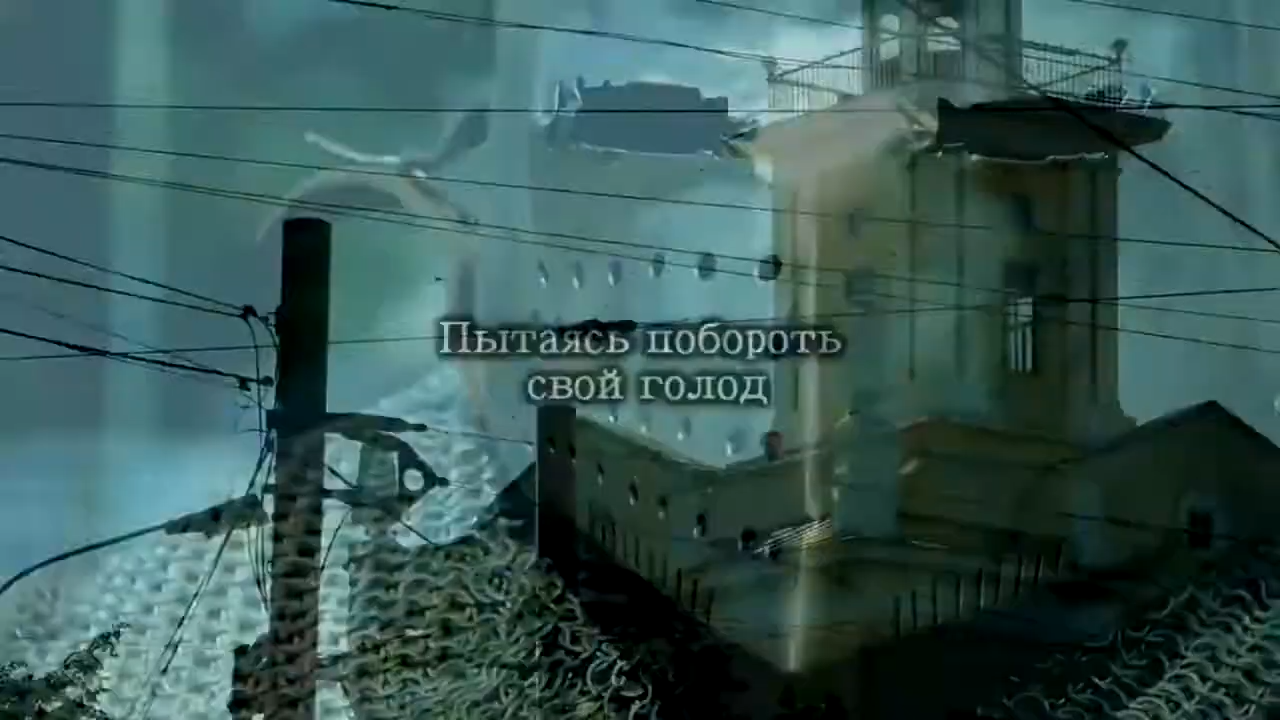 Пытаясь побороть
свой голод